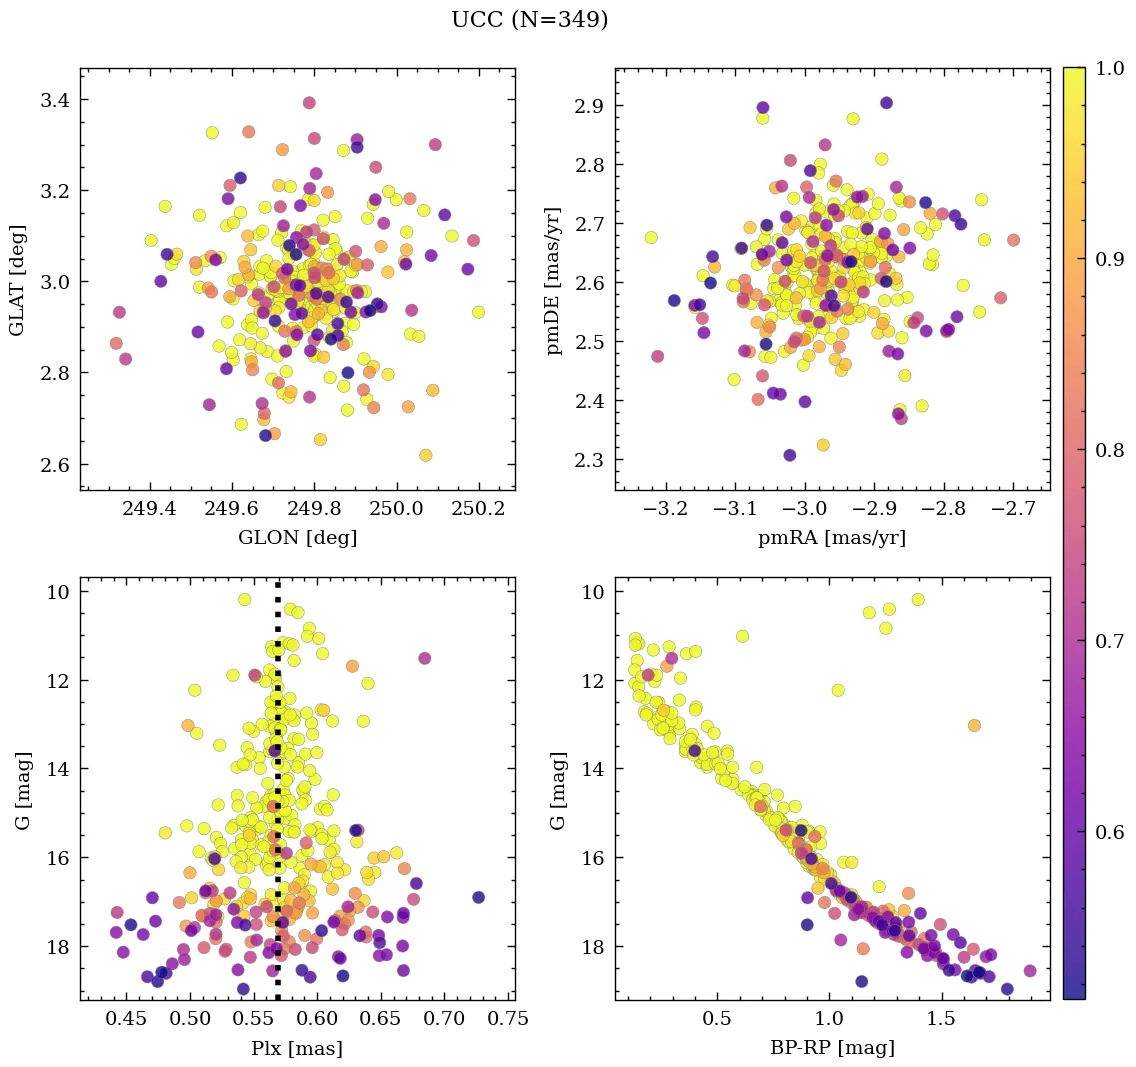 UCC (N=349)
3.4
3.2
3.0
2.8
2.6
GLAT [deg]
249.4 249.6 249.8 250.0 250.2
GLON [deg]
2.9
2.8
2.7
2.6
2.5
2.4
2.3
pmDE [mas/yr]
−3.2 −3.1 −3.0 −2.9 −2.8 −2.7
pmRA [mas/yr]
1.0
0.9
0.8
0.7
0.6
10
12
14
16
18
G [mag]
0.45 0.50 0.55 0.60 0.65 0.70 0.75
Plx [mas]
10
12
14
16
18
G [mag]
0.5 1.0 1.5
BP-RP [mag]